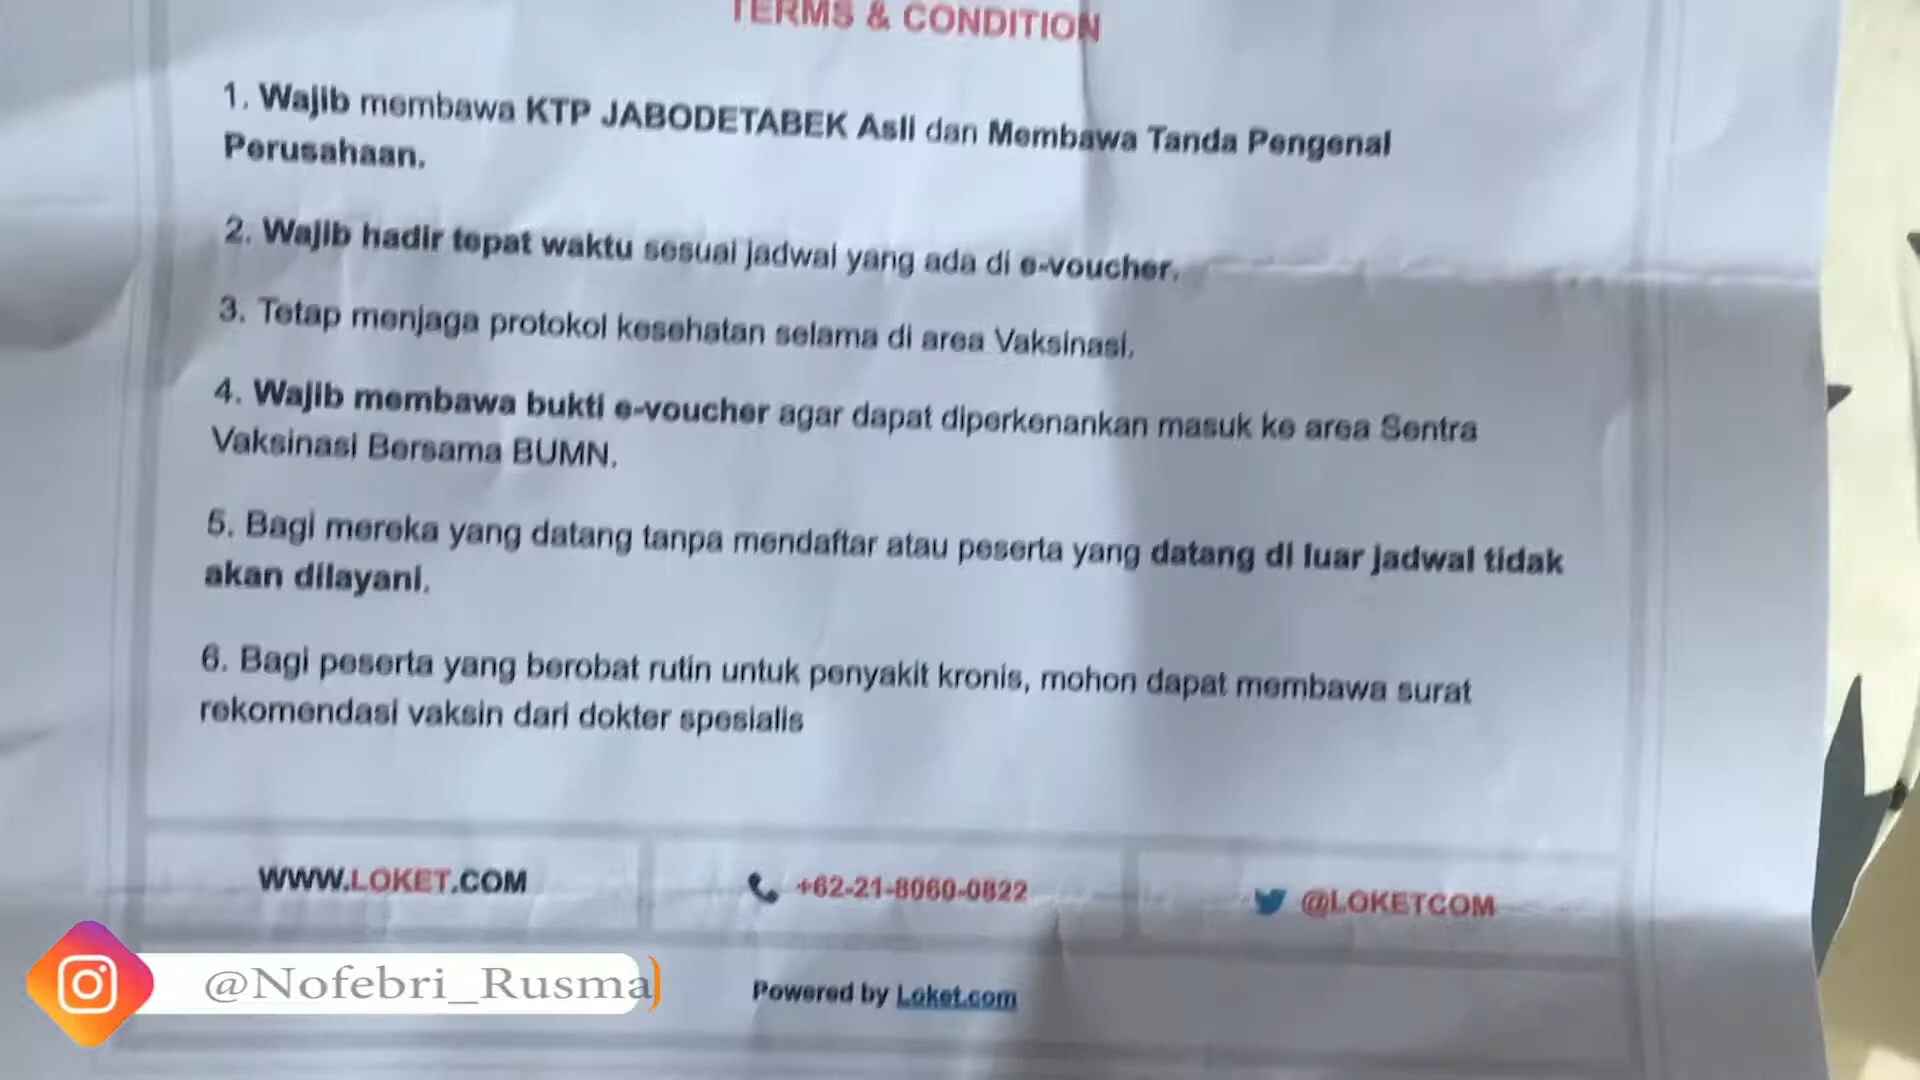 TERMS & CONDITION
1. Wajib membawa KTP JABODETABEK Asli dan Membawa Tanda Pengenal
Perusahaan.
2. Wajib hadir tepat waktu sesuai jadwal yang ada di e-voucher.
3. Tetap menjaga protokol kesehatan selama di area Vaksinasi.
4. Wajib membawa bukti e-voucher agar dapat diperkenankan masuk ke area Sentra
Vaksinasi Bersama BUMN.
5. Bagi mereka yang datang tanpa mendaftar atau peserta yang datang di luar jadwal tidak
akan dilayani.
6. Bagi peserta yang berobat rutin untuk penyakit kronis, mohon dapat membawa surat
rekomendasi vaksin dari dokter spesialis
WWW.LOKET.COM
+62-21-8060-0822
@LOKETCOM
@Nofebri_Rusma
Powered by Loket.com